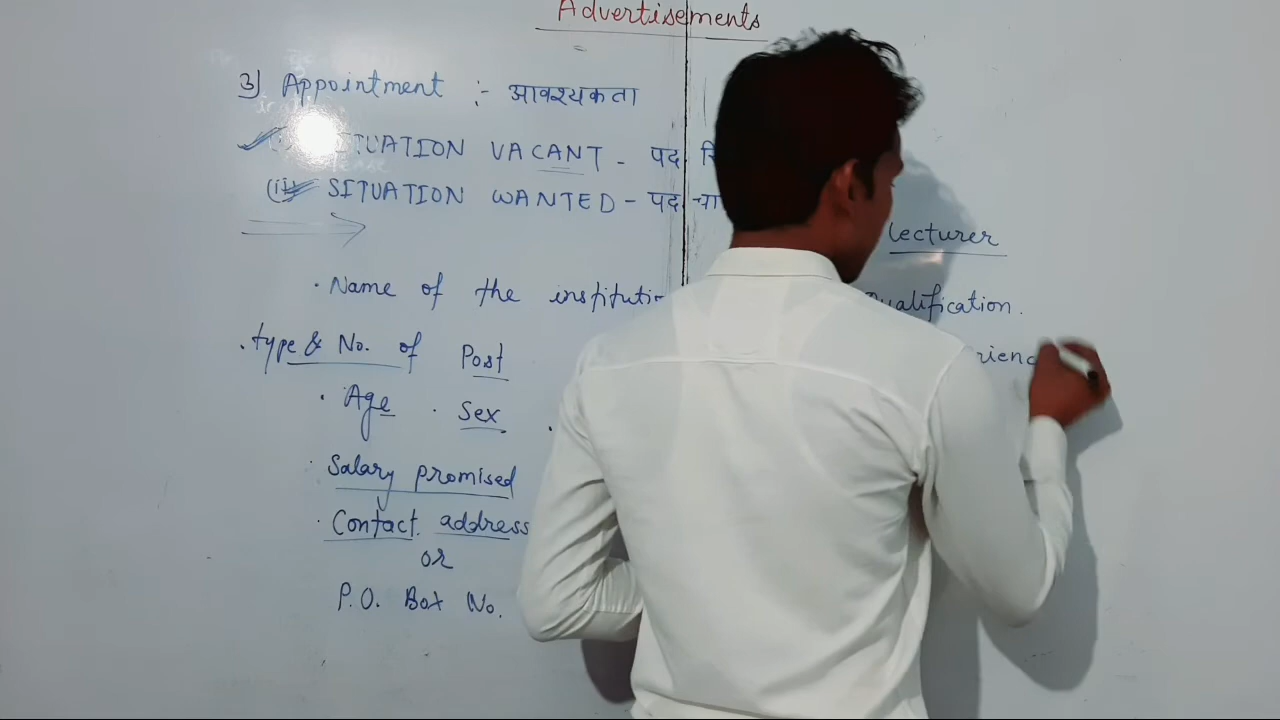 Advertisements
3) Appointment :- आवश्यकता
SITUATION VACANT - पद
(ii) SITUATION WANTED - पद
lecturer
. Name of the
. type & No. of Post
. Age . Sex .
. Salary promised
. Contact address
or
P.O. Box No.